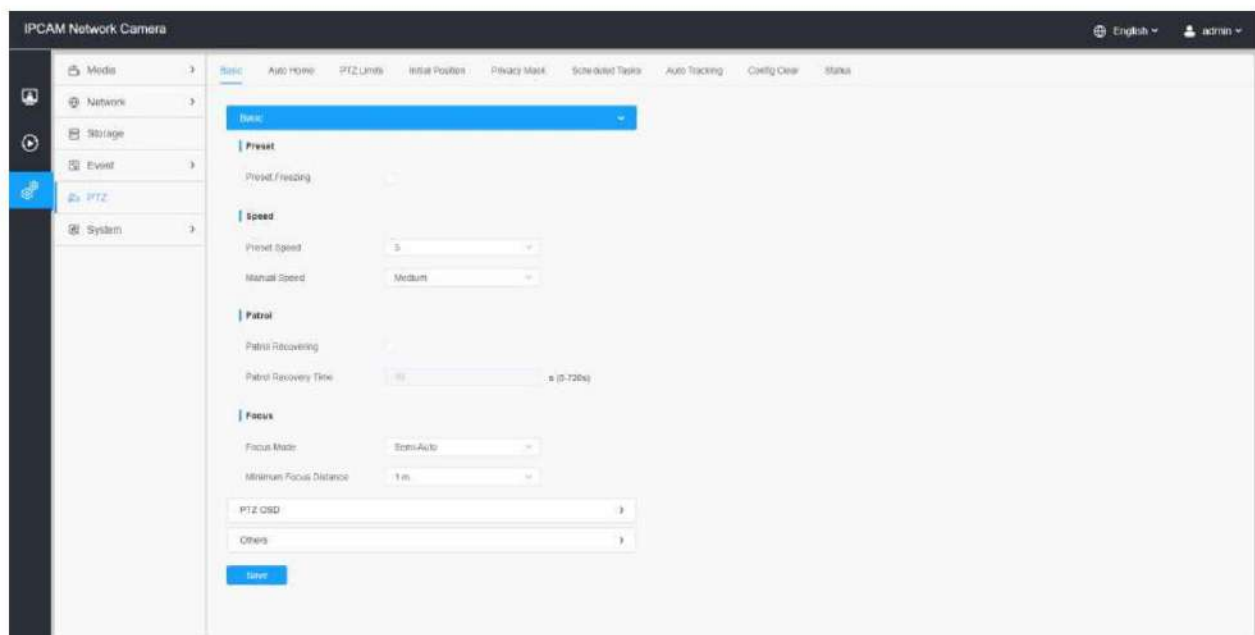 IPCAM Network Camera
English
admin
Media
Network
Storage
Event
PTZ
System
Basic Auto Home PTZ Limits Initial Position Privacy Mask Scheduled Tasks Auto Tracking Config Clear Status
Basic
Preset
Preset Freezing
Speed
Preset Speed 5
Manual Speed Medium
Patrol
Patrol Recovering
Patrol Recovery Time s (0-720s)
Focus
Focus Mode Semi-Auto
Minimum Focus Distance 1 m
PTZ OSD
Others
Save